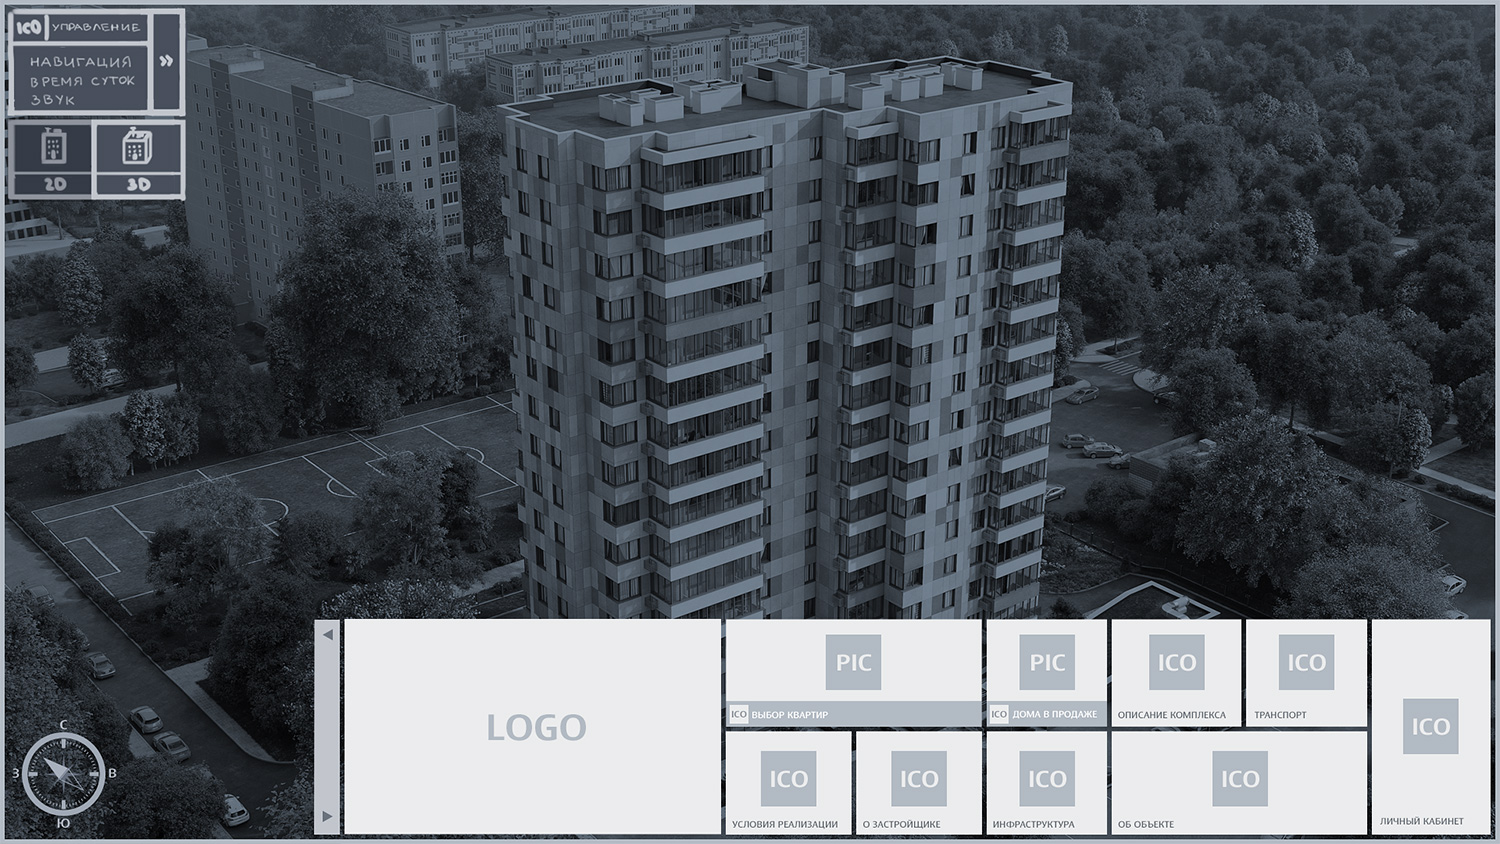 ICO УПРАВЛЕНИЕ
НАВИГАЦИЯ
ВРЕМЯ СУТОК
ЗВУК
»
2D
3D
LOGO
PIC
ICO ВЫБОР КВАРТИР
PIC
ICO ДОМА В ПРОДАЖЕ
ICO
ОПИСАНИЕ КОМПЛЕКСА
ICO
ТРАНСПОРТ
ICO
ЛИЧНЫЙ КАБИНЕТ
ICO
УСЛОВИЯ РЕАЛИЗАЦИИ
ICO
О ЗАСТРОЙЩИКЕ
ICO
ИНФРАСТРУКТУРА
ICO
ОБ ОБЪЕКТЕ
С
З В
Ю